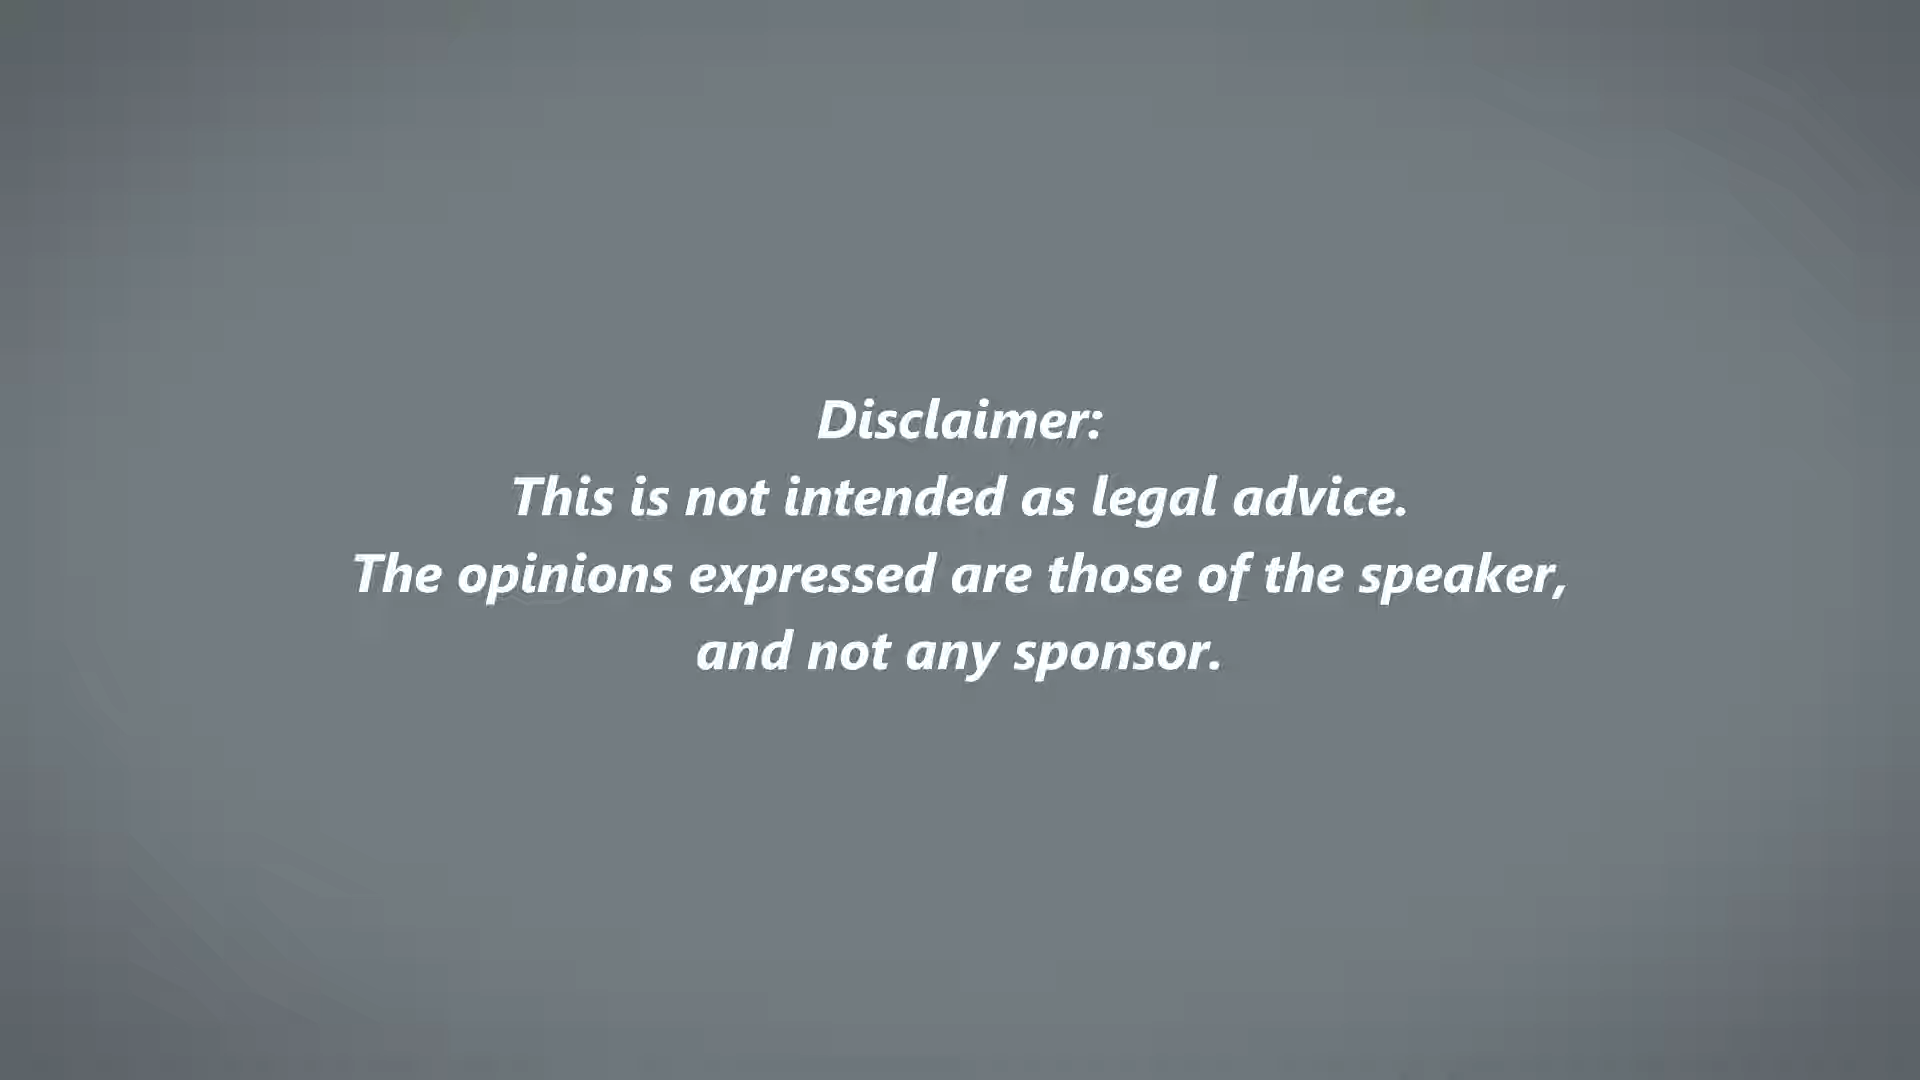 Disclaimer:
This is not intended as legal advice.
The opinions expressed are those of the speaker,
and not any sponsor.